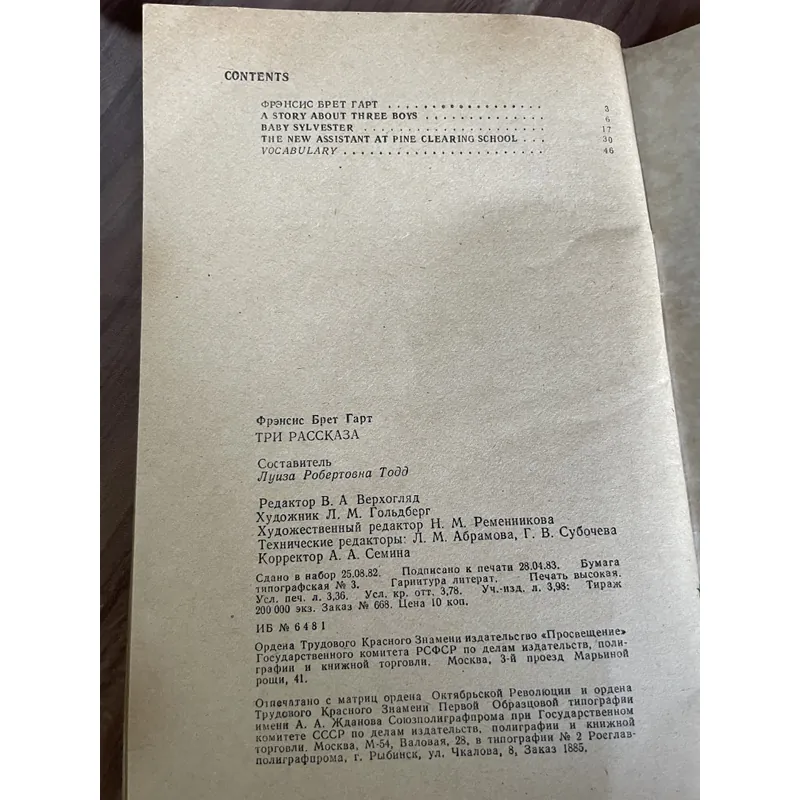 CONTENTS
ФРЭНСИС БРЕТ ГАРТ . . . . . . . . . . . . . . . . . . 3
A STORY ABOUT THREE BOYS . . . . . . . . . . . . . 6
BABY SYLVESTER . . . . . . . . . . . . . . . . . . . . 17
THE NEW ASSISTANT AT PINE CLEARING SCHOOL . . . 30
VOCABULARY . . . . . . . . . . . . . . . . . . . . . . 46
Фрэнсис Брет Гарт
ТРИ РАССКАЗА
Составитель
Луиза Робертовна Тодд
Редактор В. А Верхогляд
Художник Л. М. Гольдберг
Художественный редактор Н. М. Ременникова
Технические редакторы: Л. М. Абрамова, Г. В. Субочева
Корректор А. А. Семина
Сдано в набор 25.08.82. Подписано к печати 28.04.83. Бумага
типографская № 3. Гарнитура литерат. Печать высокая.
Усл. печ. л. 3,36. Усл. кр. отт. 3,78. Уч.-изд. л. 3,98. Тираж
200 000 экз. Заказ № 668. Цена 10 коп.
ИБ № 6481
Ордена Трудового Красного Знамени издательство «Просвещение»
Государственного комитета РСФСР по делам издательств, поли-
графии и книжной торговли. Москва, 3-й проезд Марьиной
рощи, 41.
Отпечатано с матриц ордена Октябрьской Революции и ордена
Трудового Красного Знамени Первой Образцовой типографии
имени А. А. Жданова Союзполиграфпрома при Государственном
комитете СССР по делам издательств, полиграфии и книжной
торговли. Москва, М-54, Валовая, 28, в типографии № 2 Росглав-
полиграфпрома, г. Рыбинск, ул. Чкалова, 8, Заказ 1885.